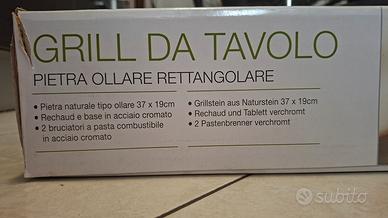 GRILL DA TAVOLO
PIETRA OLLARE RETTANGOLARE
• Pietra naturale tipo ollare 37 x 19cm
• Rechaud e base in acciaio cromato
• 2 bruciatori a pasta combustibile
in acciaio cromato
• Grillstein aus Naturstein 37 x 19cm
• Rechaud und Tablett verchromt
• 2 Pastenbrenner verchromt
subito